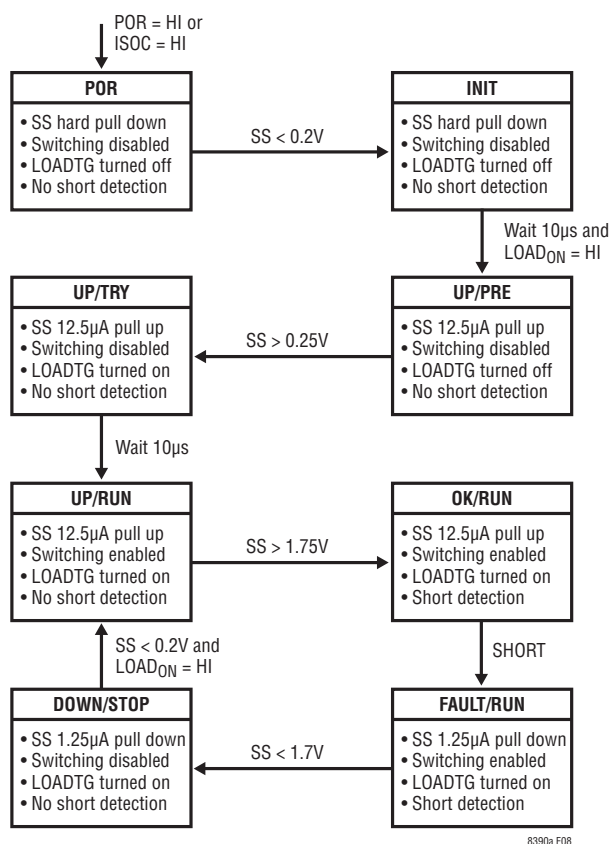 POR = HI or
ISOC = HI
POR
• SS hard pull down
• Switching disabled
• LOADTG turned off
• No short detection
SS < 0.2V
INIT
• SS hard pull down
• Switching disabled
• LOADTG turned off
• No short detection
Wait 10µs and
LOADON = HI
UP/PRE
• SS 12.5µA pull up
• Switching disabled
• LOADTG turned off
• No short detection
SS > 0.25V
UP/TRY
• SS 12.5µA pull up
• Switching disabled
• LOADTG turned on
• No short detection
Wait 10µs
UP/RUN
• SS 12.5µA pull up
• Switching enabled
• LOADTG turned on
• No short detection
SS > 1.75V
OK/RUN
• SS 12.5µA pull up
• Switching enabled
• LOADTG turned on
• Short detection
SHORT
FAULT/RUN
• SS 1.25µA pull down
• Switching enabled
• LOADTG turned on
• Short detection
SS < 1.7V
DOWN/STOP
• SS 1.25µA pull down
• Switching disabled
• LOADTG turned on
• No short detection
SS < 0.2V and
LOADON = HI
8390a F08